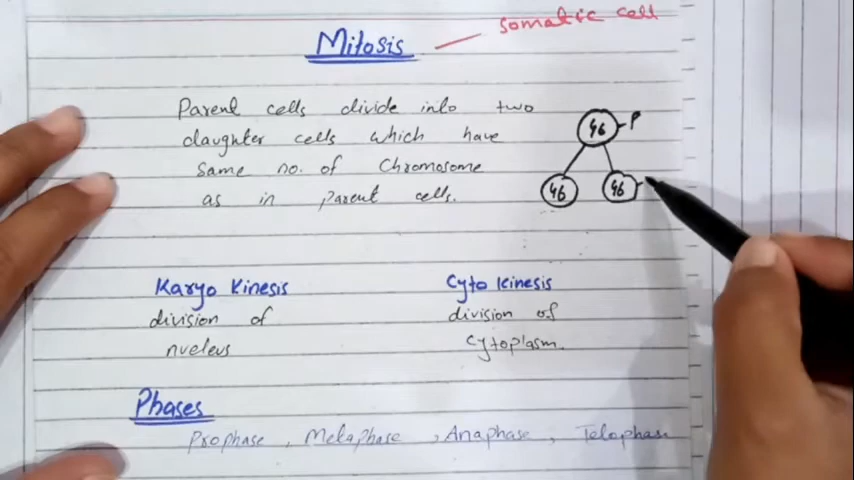 somatic cell
Mitosis
Parent cells divide into two
daughter cells which have
same no. of Chromosome
as in parent cells.
46 P
46 46
Karyo Kinesis
division of
nucleus
Cyto kinesis
division of
cytoplasm.
Phases
Prophase, Metaphase, Anaphase, Telophase